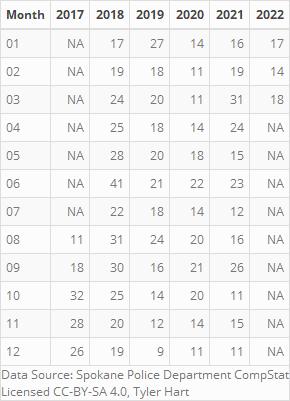 Month 2017 2018 2019 2020 2021 2022
01 NA 17 27 14 16 17
02 NA 19 18 11 19 14
03 NA 24 20 11 31 18
04 NA 25 18 14 24 NA
05 NA 28 20 18 15 NA
06 NA 41 21 22 23 NA
07 NA 22 18 14 12 NA
08 11 31 24 20 16 NA
09 18 30 16 21 26 NA
10 32 25 14 20 11 NA
11 28 20 12 14 15 NA
12 26 19 9 11 11 NA
Data Source: Spokane Police Department CompStat
Licensed CC-BY-SA 4.0, Tyler Hart